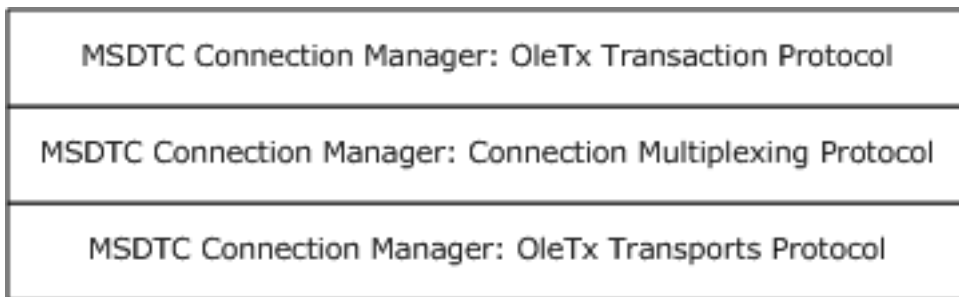 MSDTC Connection Manager: OleTx Transaction Protocol
MSDTC Connection Manager: Connection Multiplexing Protocol
MSDTC Connection Manager: OleTx Transports Protocol